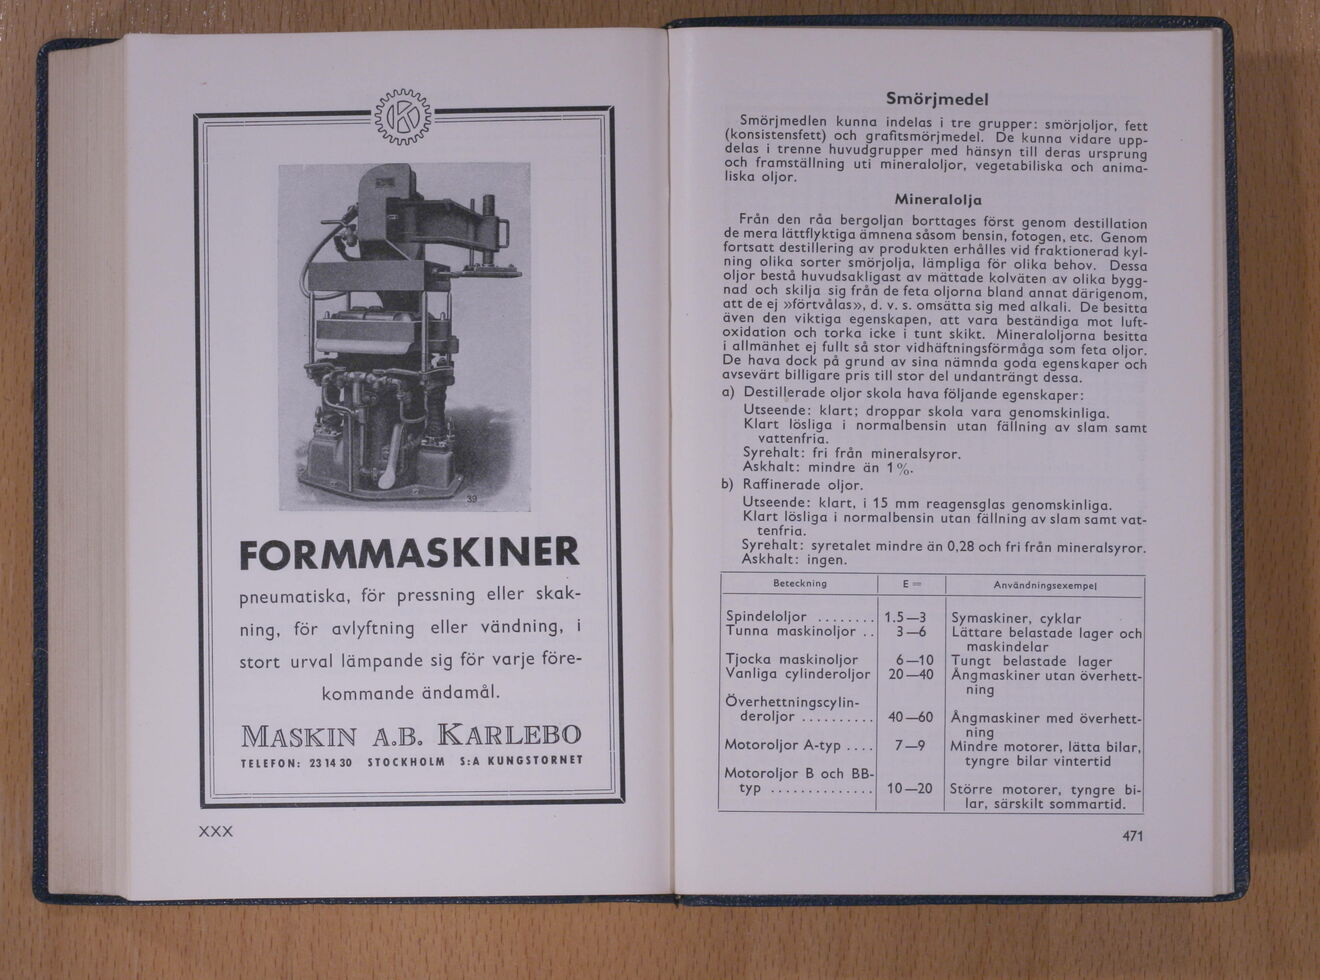 39
FORMMASKINER
pneumatiska, för pressning eller skak-
ning, för avlyftning eller vändning, i
stort urval lämpande sig för varje före-
kommande ändamål.
MASKIN A.B. KARLEBO
TELEFON: 23 14 30 STOCKHOLM S:A KUNGSTORNET
XXX
Smörjmedel
Smörjmedlen kunna indelas i tre grupper: smörjoljor, fett
(konsistensfett) och grafitsmörjmedel. De kunna vidare upp-
delas i trenne huvudgrupper med hänsyn till deras ursprung
och framställning uti mineraloljor, vegetabiliska och anima-
liska oljor.
Mineralolja
Från den råa bergoljan borttages först genom destillation
de mera lättflyktiga ämnena såsom bensin, fotogen, etc. Genom
fortsatt destillering av produkten erhålles vid fraktionerad kyl-
ning olika sorter smörjolja, lämpliga för olika behov. Dessa
oljor bestå huvudsakligast av mättade kolväten av olika bygg-
nad och skilja sig från de feta oljorna bland annat därigenom,
att de ej »förtvålas», d. v. s. omsätta sig med alkali. De besitta
även den viktiga egenskapen, att vara beständiga mot luft-
oxidation och torka icke i tunt skikt. Mineraloljorna besitta
i allmänhet ej fullt så stor vidhäftningsförmåga som feta oljor.
De hava dock på grund av sina nämnda goda egenskaper och
avsevärt billigare pris till stor del undanträngt dessa.
a) Destillerade oljor skola hava följande egenskaper:
Utseende: klart; droppar skola vara genomskinliga.
Klart lösliga i normalbensin utan fällning av slam samt
vattenfria.
Syrehalt: fri från mineralsyror.
Askhalt: mindre än 1%.
b) Raffinerade oljor.
Utseende: klart, i 15 mm reagensglas genomskinliga.
Klart lösliga i normalbensin utan fällning av slam samt vat-
tenfria.
Syrehalt: syretalet mindre än 0,28 och fri från mineralsyror.
Askhalt: ingen.
Beteckning E = Användningsexempel
Spindeloljor ........ 1.5—3 Symaskiner, cyklar
Tunna maskinoljor .. 3—6 Lättare belastade lager och
maskindelar
Tjocka maskinoljor 6—10 Tungt belastade lager
Vanliga cylinderoljor 20—40 Ångmaskiner utan överhett-
ning
Överhettningscylin-
deroljor .......... 40—60 Ångmaskiner med överhett-
ning
Motoroljor A-typ .... 7—9 Mindre motorer, lätta bilar,
tyngre bilar vintertid
Motoroljor B och BB-
typ .............. 10—20 Större motorer, tyngre bi-
lar, särskilt sommartid.
471